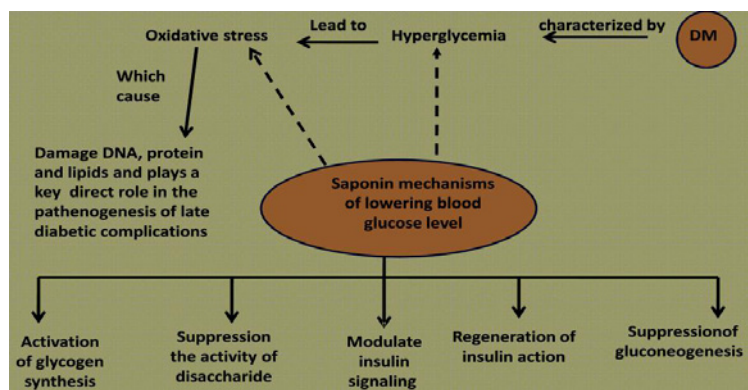 Oxidative stress
Lead to
Hyperglycemia
characterized by
DM
Which
cause
Damage DNA, protein
and lipids and plays a
key direct role in the
pathenogenesis of late
diabetic complications
Saponin mechanisms
of lowering blood
glucose level
Activation
of glycogen
synthesis
Suppression
the activity of
disaccharide
Modulate
insulin
signaling
Regeneration of
insulin action
Suppressionof
gluconeogenesis